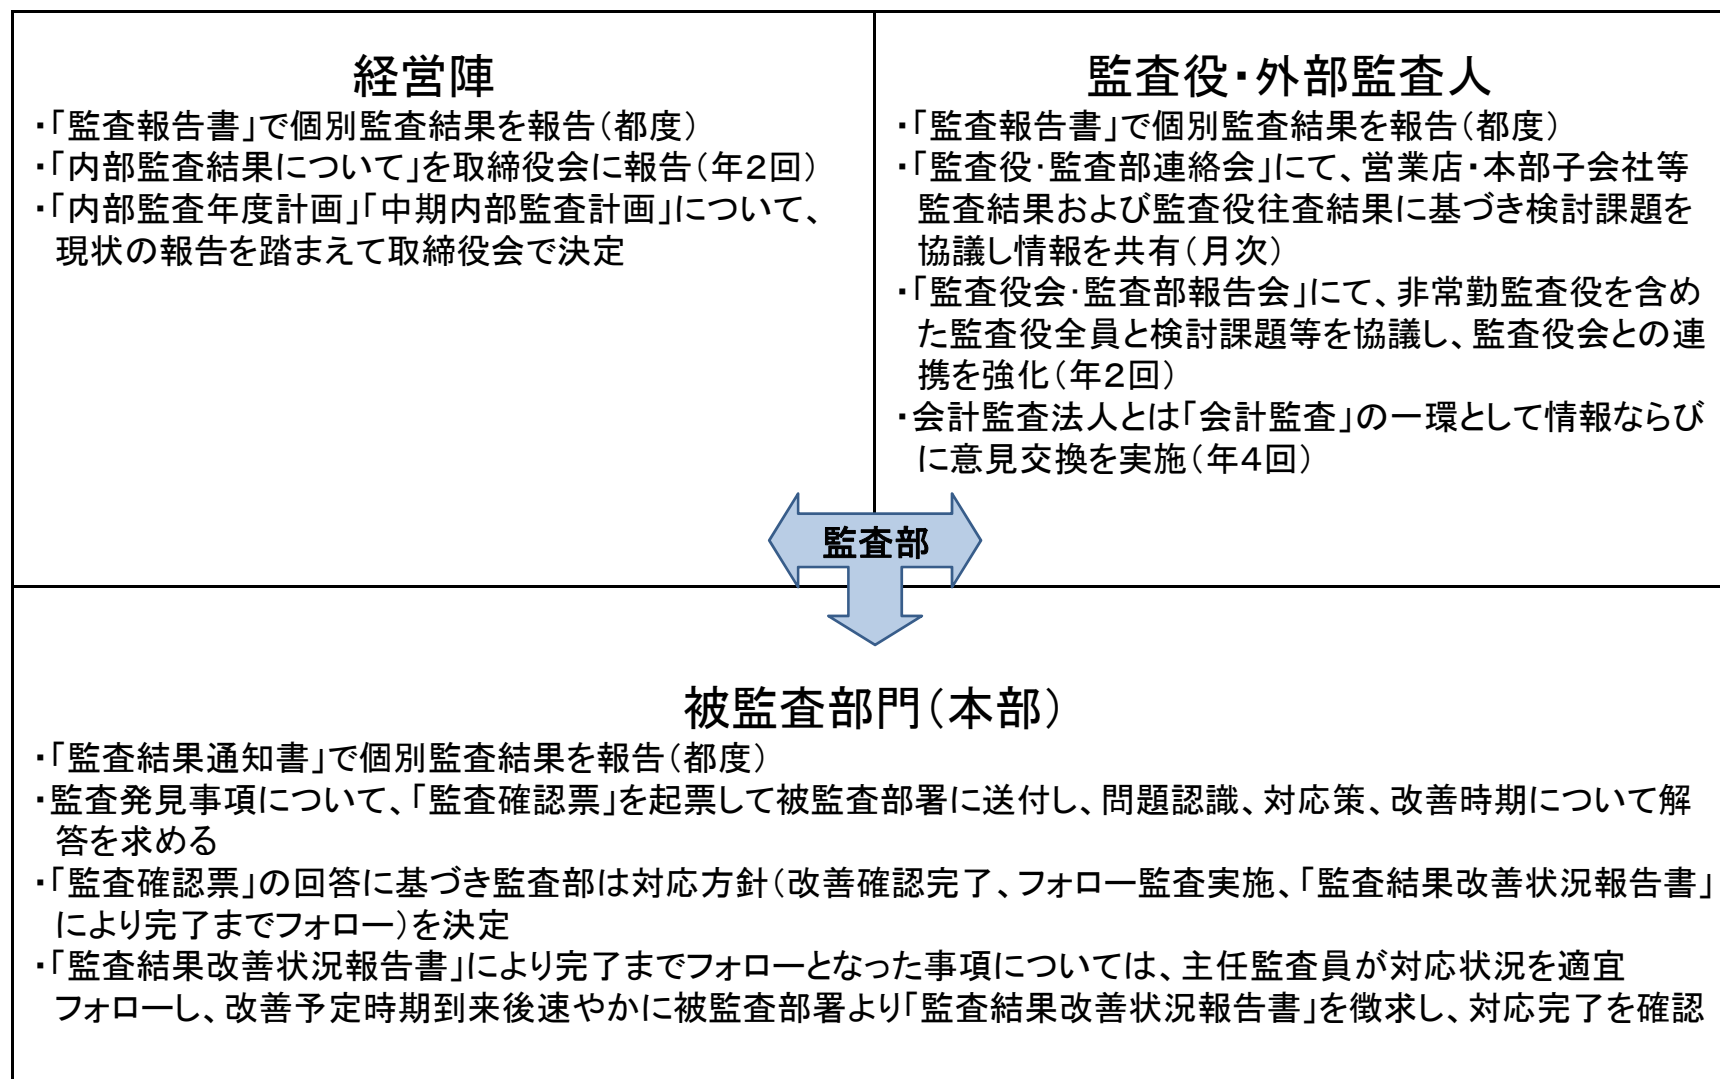 経営陣
・「監査報告書」で個別監査結果を報告（都度）
・「内部監査結果について」を取締役会に報告（年２回）
・「内部監査年度計画」「中期内部監査計画」について、
現状の報告を踏まえて取締役会で決定
監査役・外部監査人
・「監査報告書」で個別監査結果を報告（都度）
・「監査役・監査部連絡会」にて、営業店・本部子会社等
監査結果および監査役往査結果に基づき検討課題を
協議し情報を共有（月次）
・「監査役会・監査部報告会」にて、非常勤監査役を含め
た監査役全員と検討課題等を協議し、監査役会との連
携を強化（年２回）
・会計監査法人とは「会計監査」の一環として情報ならび
に意見交換を実施（年４回）
監査部
被監査部門（本部）
・「監査結果通知書」で個別監査結果を報告（都度）
・監査発見事項について、「監査確認票」を起票して被監査部署に送付し、問題認識、対応策、改善時期について解
答を求める
・「監査確認票」の回答に基づき監査部は対応方針（改善確認完了、フォロー監査実施、「監査結果改善状況報告書」
により完了までフォロー）を決定
・「監査結果改善状況報告書」により完了までフォローとなった事項については、主任監査員が対応状況を適宜
フォローし、改善予定時期到来後速やかに被監査部署より「監査結果改善状況報告書」を徴求し、対応完了を確認